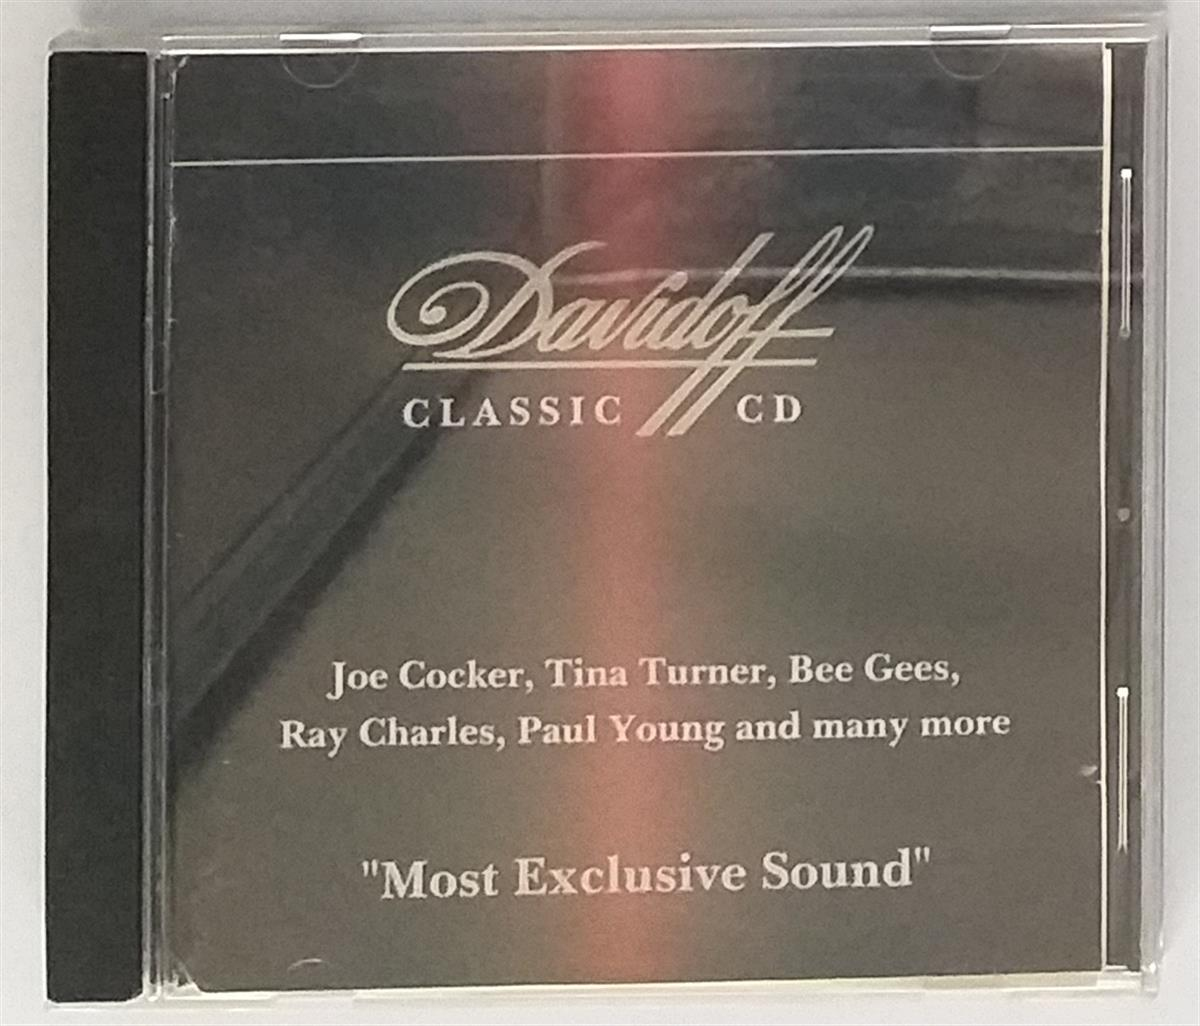 Davidoff
CLASSIC CD
Joe Cocker, Tina Turner, Bee Gees,
Ray Charles, Paul Young and many more
"Most Exclusive Sound"